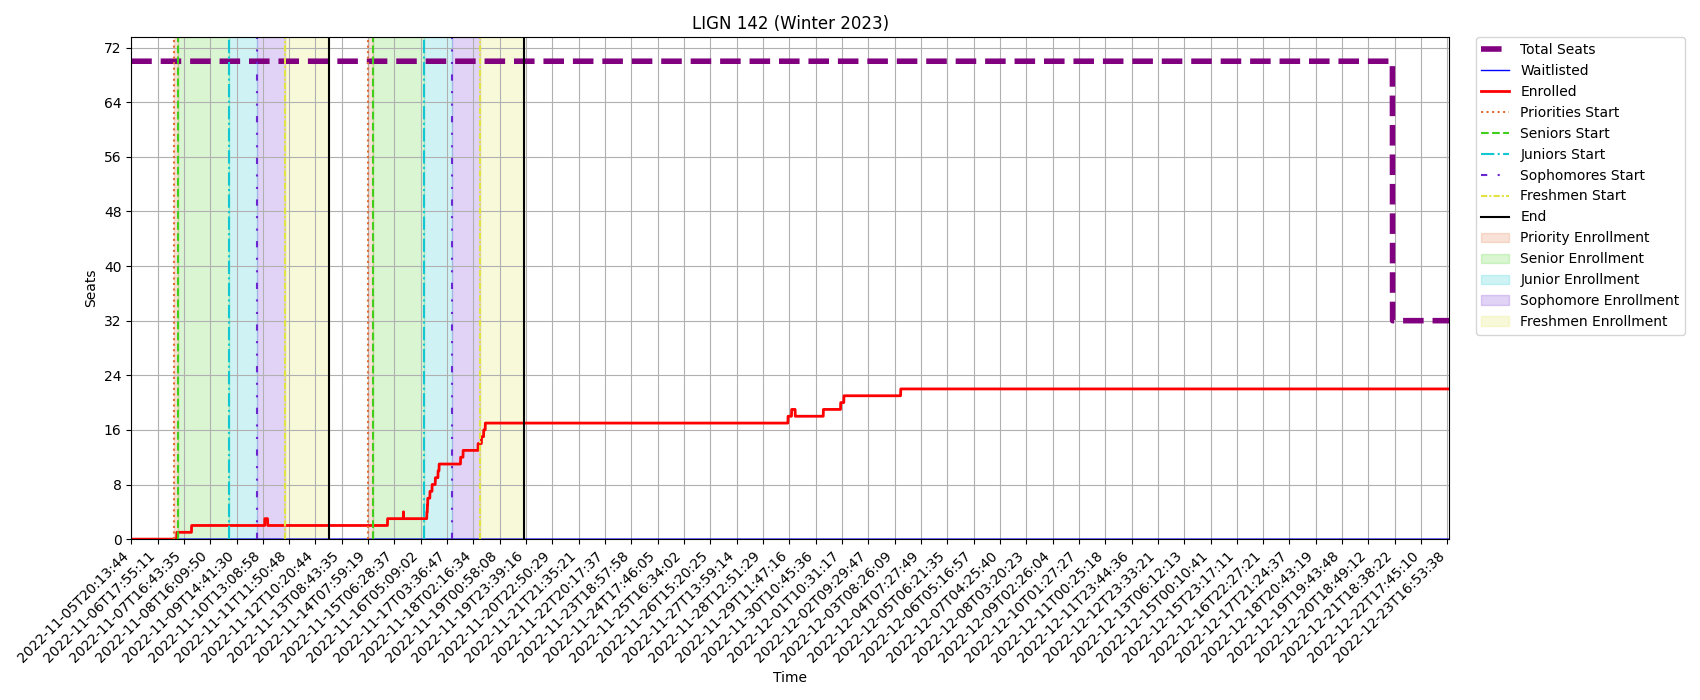 LIGN 142 (Winter 2023)
72
64
56
48
40
32
24
16
8
0
Seats
Total Seats
Waitlisted
Enrolled
Priorities Start
Seniors Start
Juniors Start
Sophomores Start
Freshmen Start
End
Priority Enrollment
Senior Enrollment
Junior Enrollment
Sophomore Enrollment
Freshmen Enrollment
2022-11-05T20:13:44
2022-11-06T17:55:11
2022-11-07T16:43:35
2022-11-08T16:09:50
2022-11-09T14:41:30
2022-11-10T13:08:58
2022-11-11T11:50:48
2022-11-12T10:20:44
2022-11-13T08:43:35
2022-11-14T07:59:19
2022-11-15T06:28:37
2022-11-16T05:09:02
2022-11-17T03:36:47
2022-11-18T02:16:34
2022-11-19T00:58:08
2022-11-19T23:39:16
2022-11-20T22:50:29
2022-11-21T21:35:21
2022-11-22T20:17:37
2022-11-23T18:57:58
2022-11-24T17:46:05
2022-11-25T16:34:02
2022-11-26T15:20:25
2022-11-27T13:59:14
2022-11-28T12:51:29
2022-11-29T11:47:16
2022-11-30T10:45:36
2022-12-01T10:31:17
2022-12-02T09:29:47
2022-12-03T08:26:09
2022-12-04T07:27:49
2022-12-05T06:21:35
2022-12-06T05:16:57
2022-12-07T04:25:40
2022-12-08T03:20:23
2022-12-09T02:26:04
2022-12-10T01:27:27
2022-12-11T00:25:18
2022-12-11T23:44:36
2022-12-12T23:35:21
2022-12-13T06:12:13
2022-12-15T00:10:41
2022-12-15T23:17:11
2022-12-16T22:27:21
2022-12-17T21:24:37
2022-12-18T20:43:19
2022-12-19T19:43:48
2022-12-20T18:49:12
2022-12-21T18:38:22
2022-12-22T17:45:10
2022-12-23T16:53:38
Time